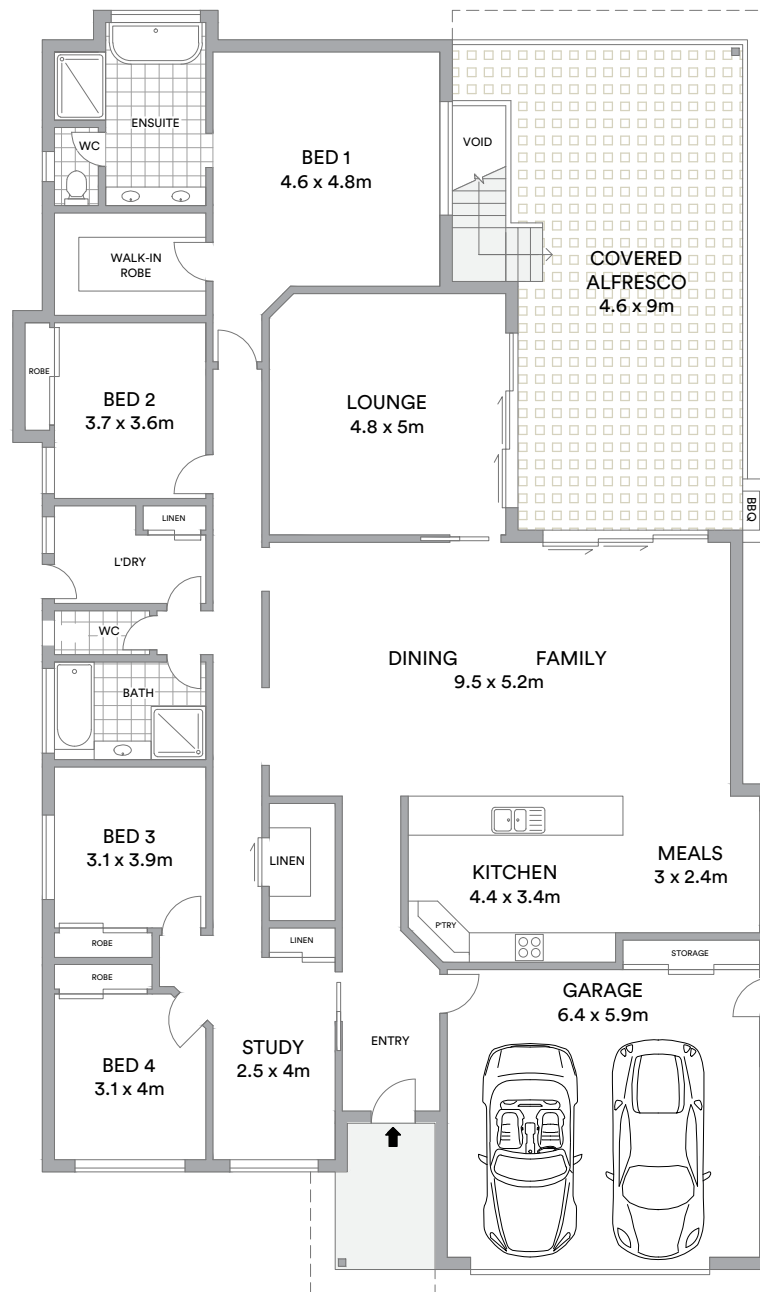 ENSUITE
WC
BED 1
4.6 x 4.8m
VOID
WALK-IN
ROBE
COVERED
ALFRESCO
4.6 x 9m
ROBE
BED 2
3.7 x 3.6m
LOUNGE
4.8 x 5m
LINEN
BBQ
L'DRY
WC
DINING
FAMILY
9.5 x 5.2m
BATH
BED 3
3.1 x 3.9m
LINEN
KITCHEN
4.4 x 3.4m
MEALS
3 x 2.4m
P'TRY
ROBE
LINEN
STORAGE
ROBE
GARAGE
6.4 x 5.9m
BED 4
3.1 x 4m
STUDY
2.5 x 4m
ENTRY